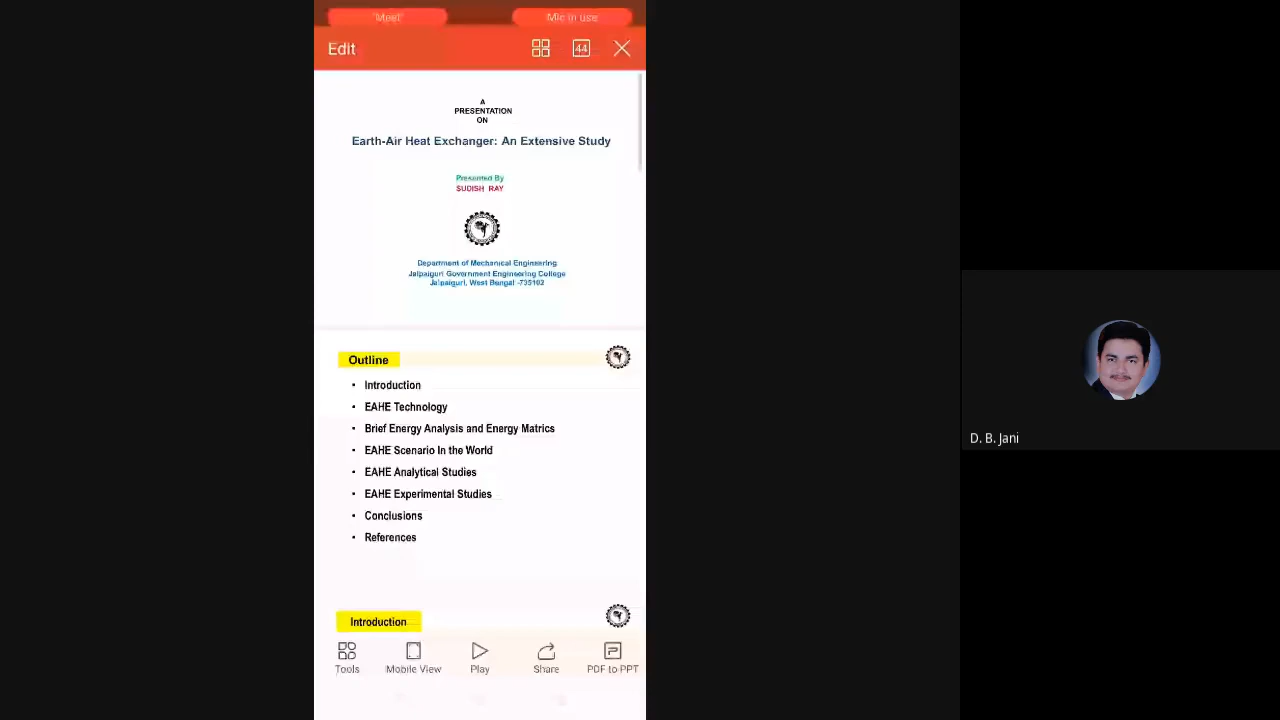 "Meet"
Mic in use
Edit
44
A
PRESENTATION
ON
Earth-Air Heat Exchanger: An Extensive Study
Presented By
SUDISH RAY
Department of Mechanical Engineering
Jalpaiguri Government Engineering College
Jalpaiguri, West Bengal -735102
Outline
• Introduction
• EAHE Technology
• Brief Energy Analysis and Energy Matrics
• EAHE Scenario In the World
• EAHE Analytical Studies
• EAHE Experimental Studies
• Conclusions
• References
Introduction
Tools
Mobile View
Play
Share
PDF to PPT
D. B. Jani